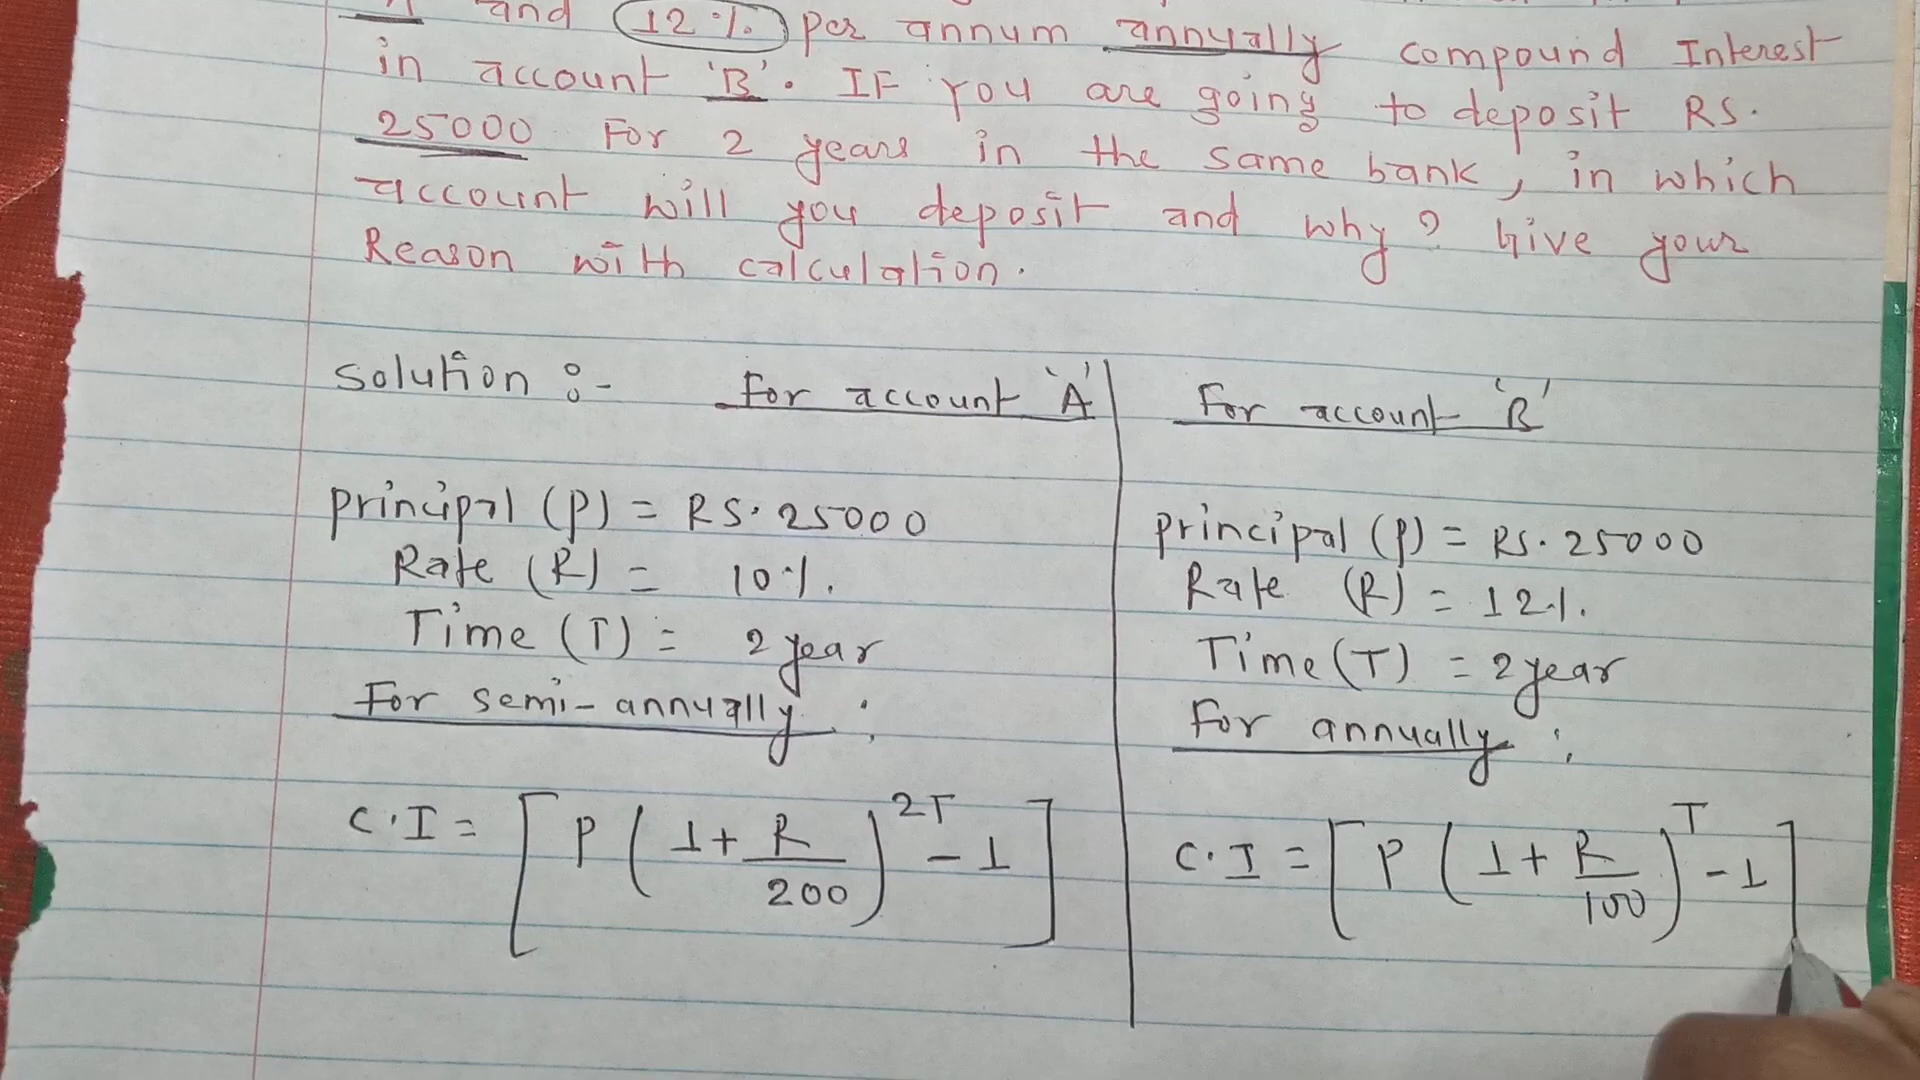 and 12% per annum annually compound Interest
in account 'B'. IF you are going to deposit RS.
25000 For 2 years in the same bank, in which
account will you deposit and why? Give your
Reason with calculation.
Solution :- For account 'A'
For account 'B'
principal (P) = RS. 25000
Rate (R) = 10%.
Time (T) = 2 year
For semi-annually :
C.I = [P(1+R/200)^2T -1]
principal (P) = RS. 25000
Rate (R) = 12%.
Time (T) = 2 year
For annually :
C.I = [P(1+R/100)^T -1]